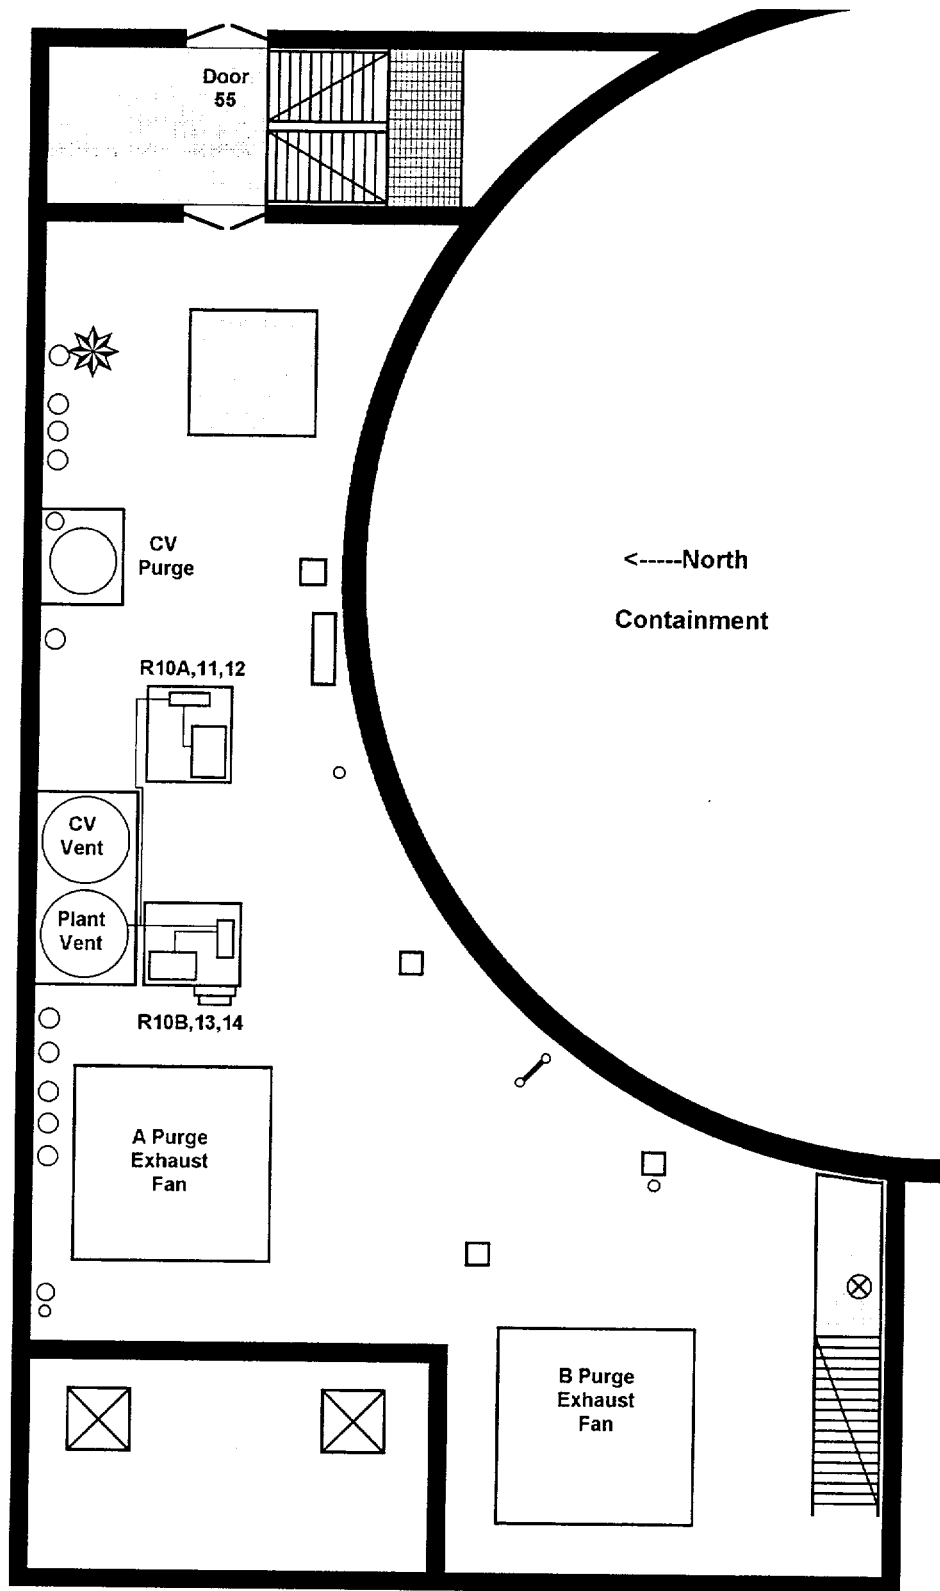 Door
55
CV
Purge
<-----North
Containment
R10A,11,12
CV
Vent
Plant
Vent
R10B,13,14
A Purge
Exhaust
Fan
B Purge
Exhaust
Fan